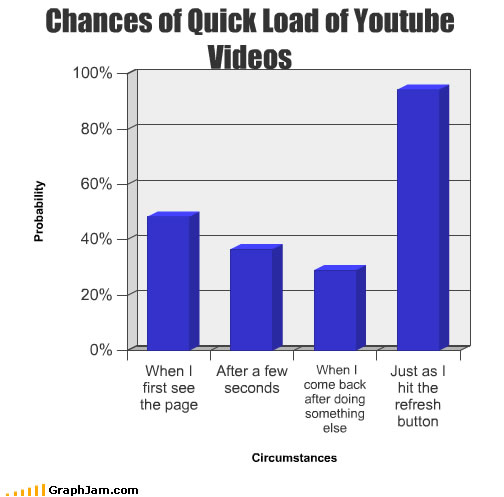 Chances of Quick Load of Youtube
Videos
100%
80%
60%
40%
20%
0%
Probability
When I
first see
the page
After a few
seconds
When I
come back
after doing
something
else
Just as I
hit the
refresh
button
Circumstances
GraphJam.com